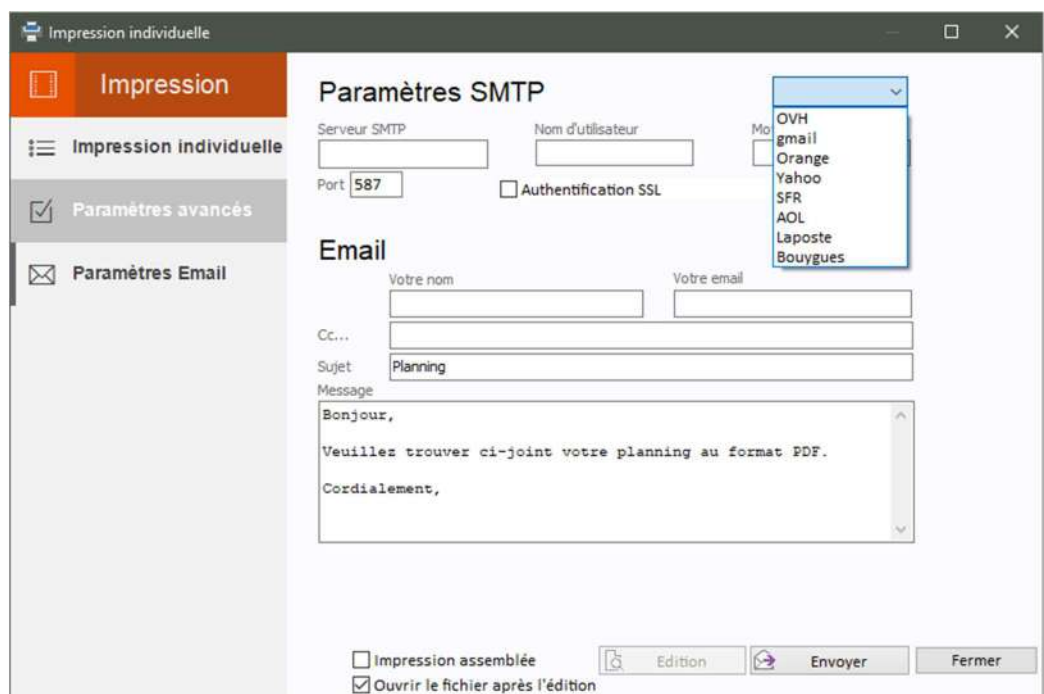 Impression individuelle
Impression
Impression individuelle
Paramètres avancés
Paramètres Email
Paramètres SMTP
OVH
gmail
Orange
Yahoo
SFR
AOL
Laposte
Bouygues
Serveur SMTP Nom d'utilisateur
Port 587 Authentification SSL
Email
Votre nom Votre email
Cc...
Sujet Planning
Message
Bonjour,
Veuillez trouver ci-joint votre planning au format PDF.
Cordialement,
Impression assemblée Edition Envoyer Fermer
Ouvrir le fichier après l'édition